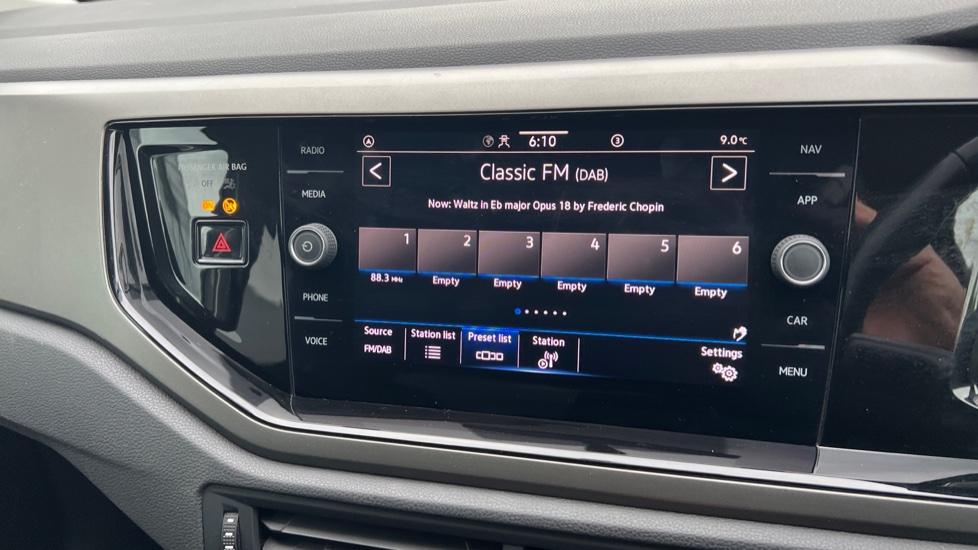 PASSENGER AIR BAG
OFF
ON
RADIO
MEDIA
PHONE
VOICE
A 6:10 3 9.0°C
< Classic FM (DAB) >
Now: Waltz in Eb major Opus 18 by Frederic Chopin
1 2 3 4 5 6
88.3 MHz Empty Empty Empty Empty Empty
Source Station list Preset list Station Settings
FM/DAB
NAV
APP
CAR
MENU